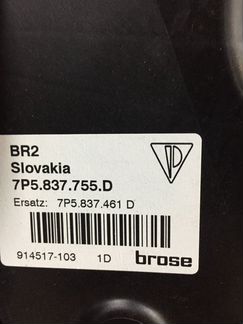 BR2
Slovakia
7P5.837.755.D
Ersatz: 7P5.837.461 D
914517-103 1D brose